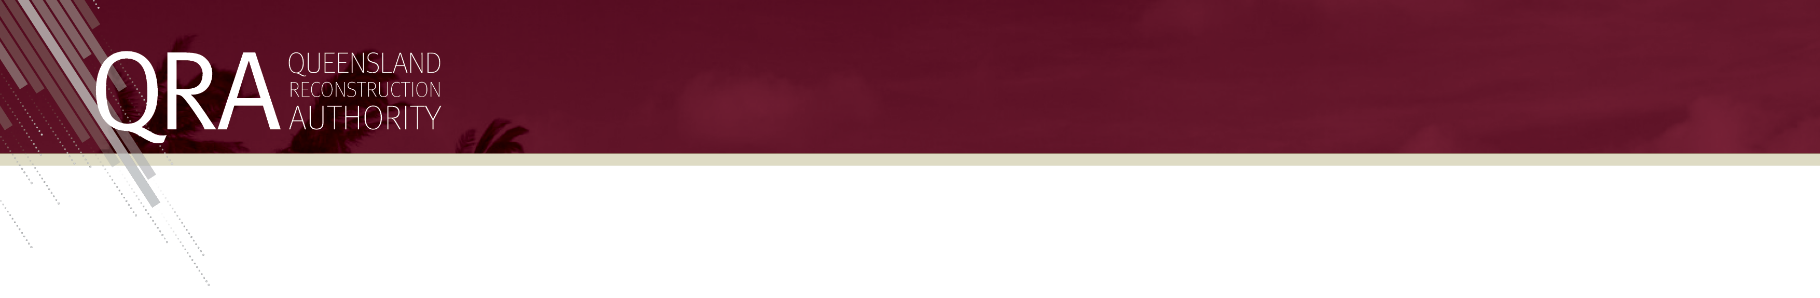 QRA
QUEENSLAND
RECONSTRUCTION
AUTHORITY